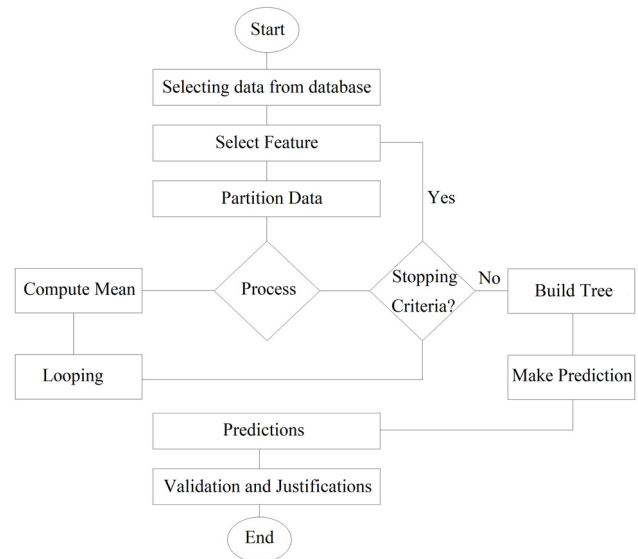 Start
Selecting data from database
Select Feature
Partition Data
Yes
Compute Mean
Process
Stopping
Criteria?
No
Build Tree
Looping
Make Prediction
Predictions
Validation and Justifications
End